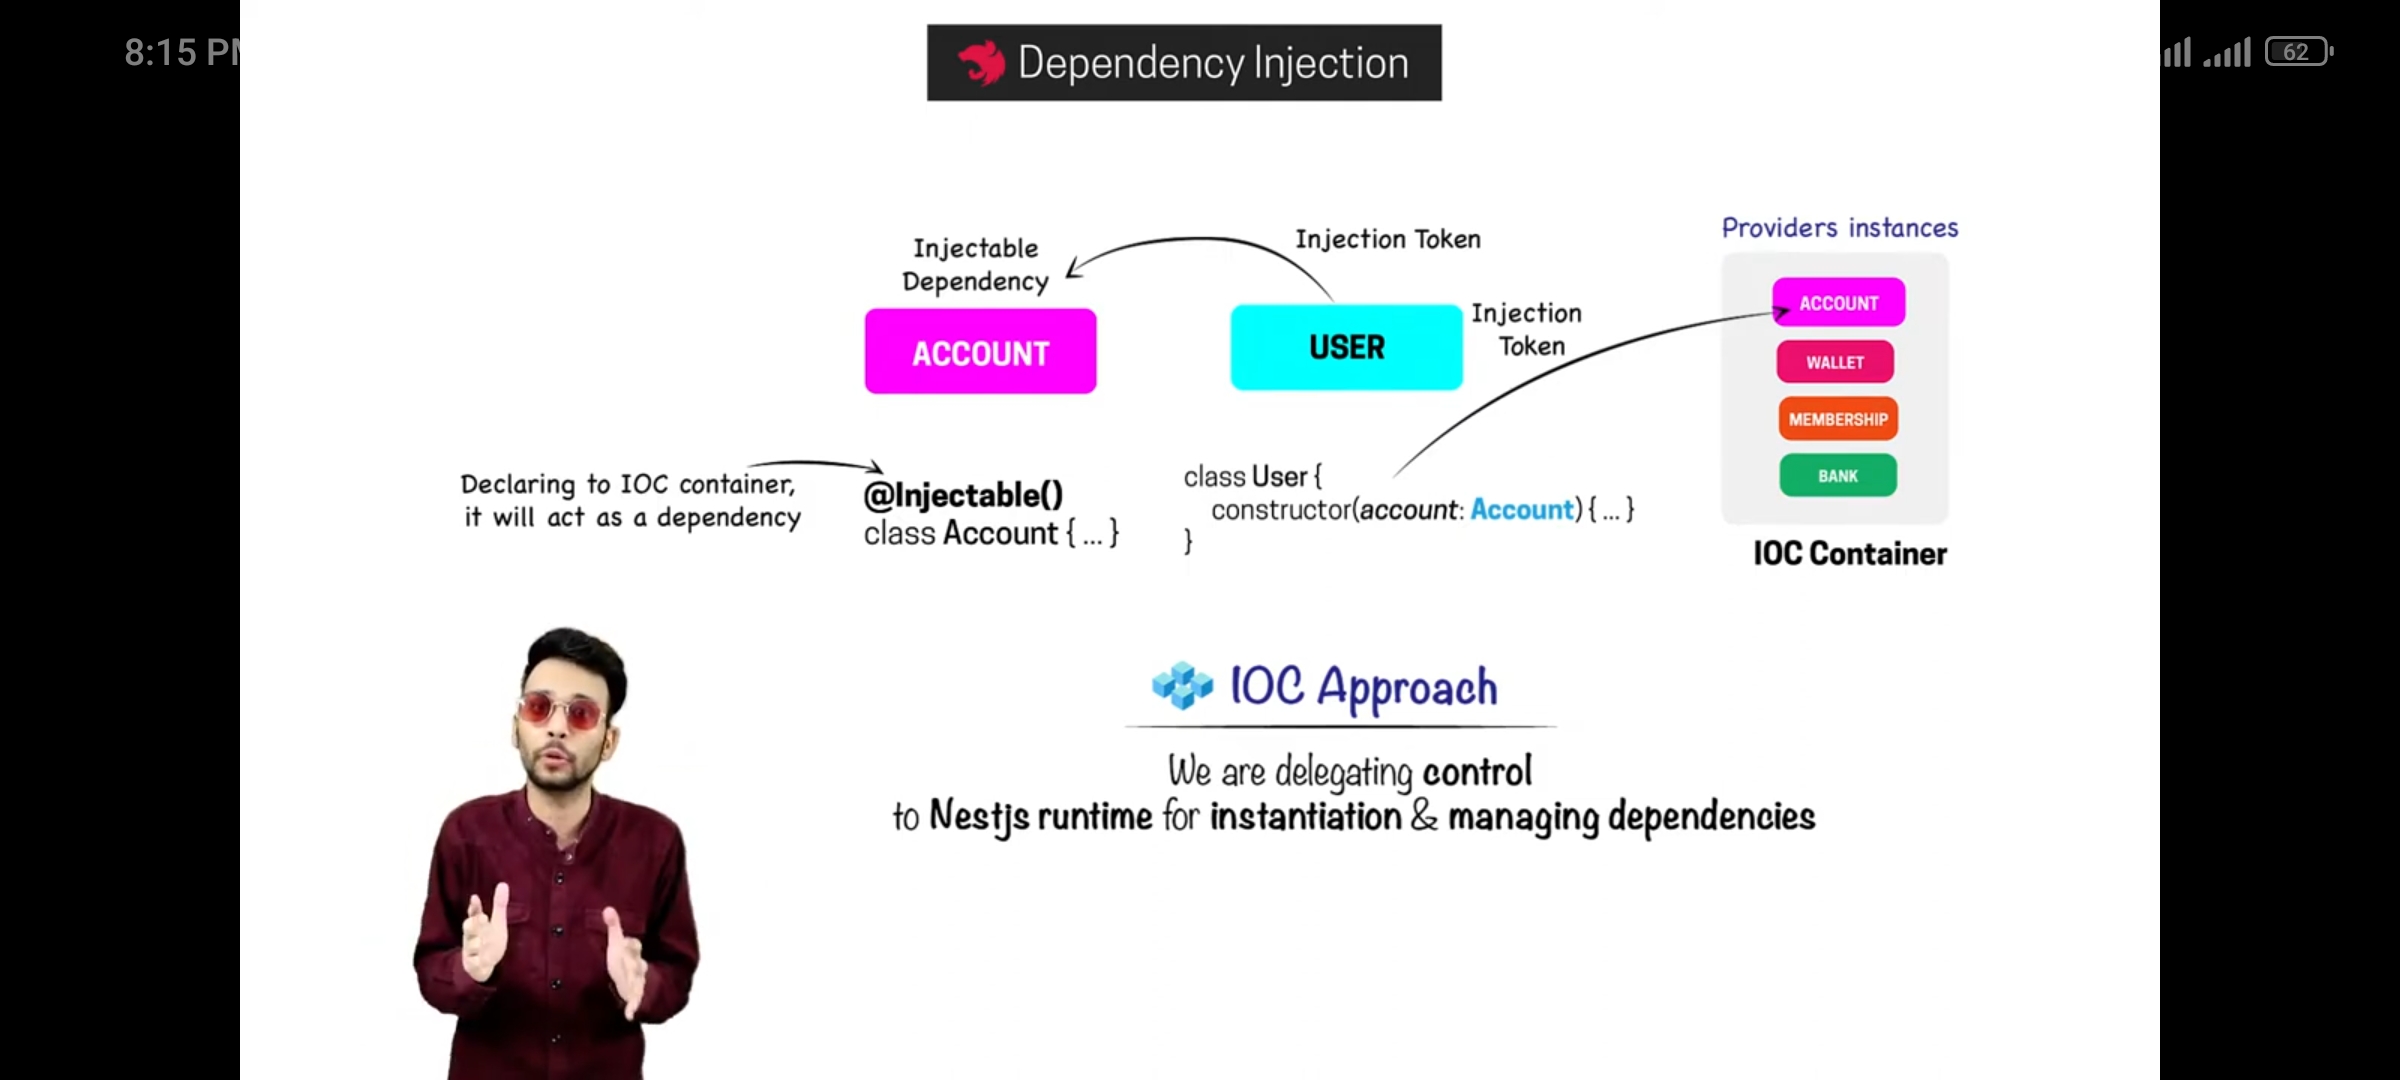 8:15 PM
62
Dependency Injection
Injectable
Dependency
Injection Token
Providers instances
ACCOUNT
USER
Injection
Token
ACCOUNT
WALLET
MEMBERSHIP
BANK
IOC Container
Declaring to IOC container,
it will act as a dependency
@Injectable()
class Account { ... }
class User {
constructor(account: Account) { ... }
}
IOC Approach
We are delegating control
to Nestjs runtime for instantiation & managing dependencies